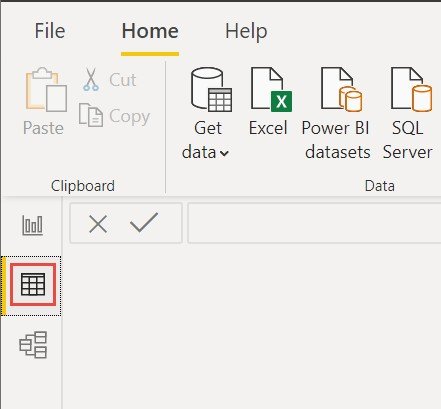 File Home Help
Cut
Copy
Paste
Get
data
Excel
Power BI
datasets
SQL
Server
Clipboard
Data